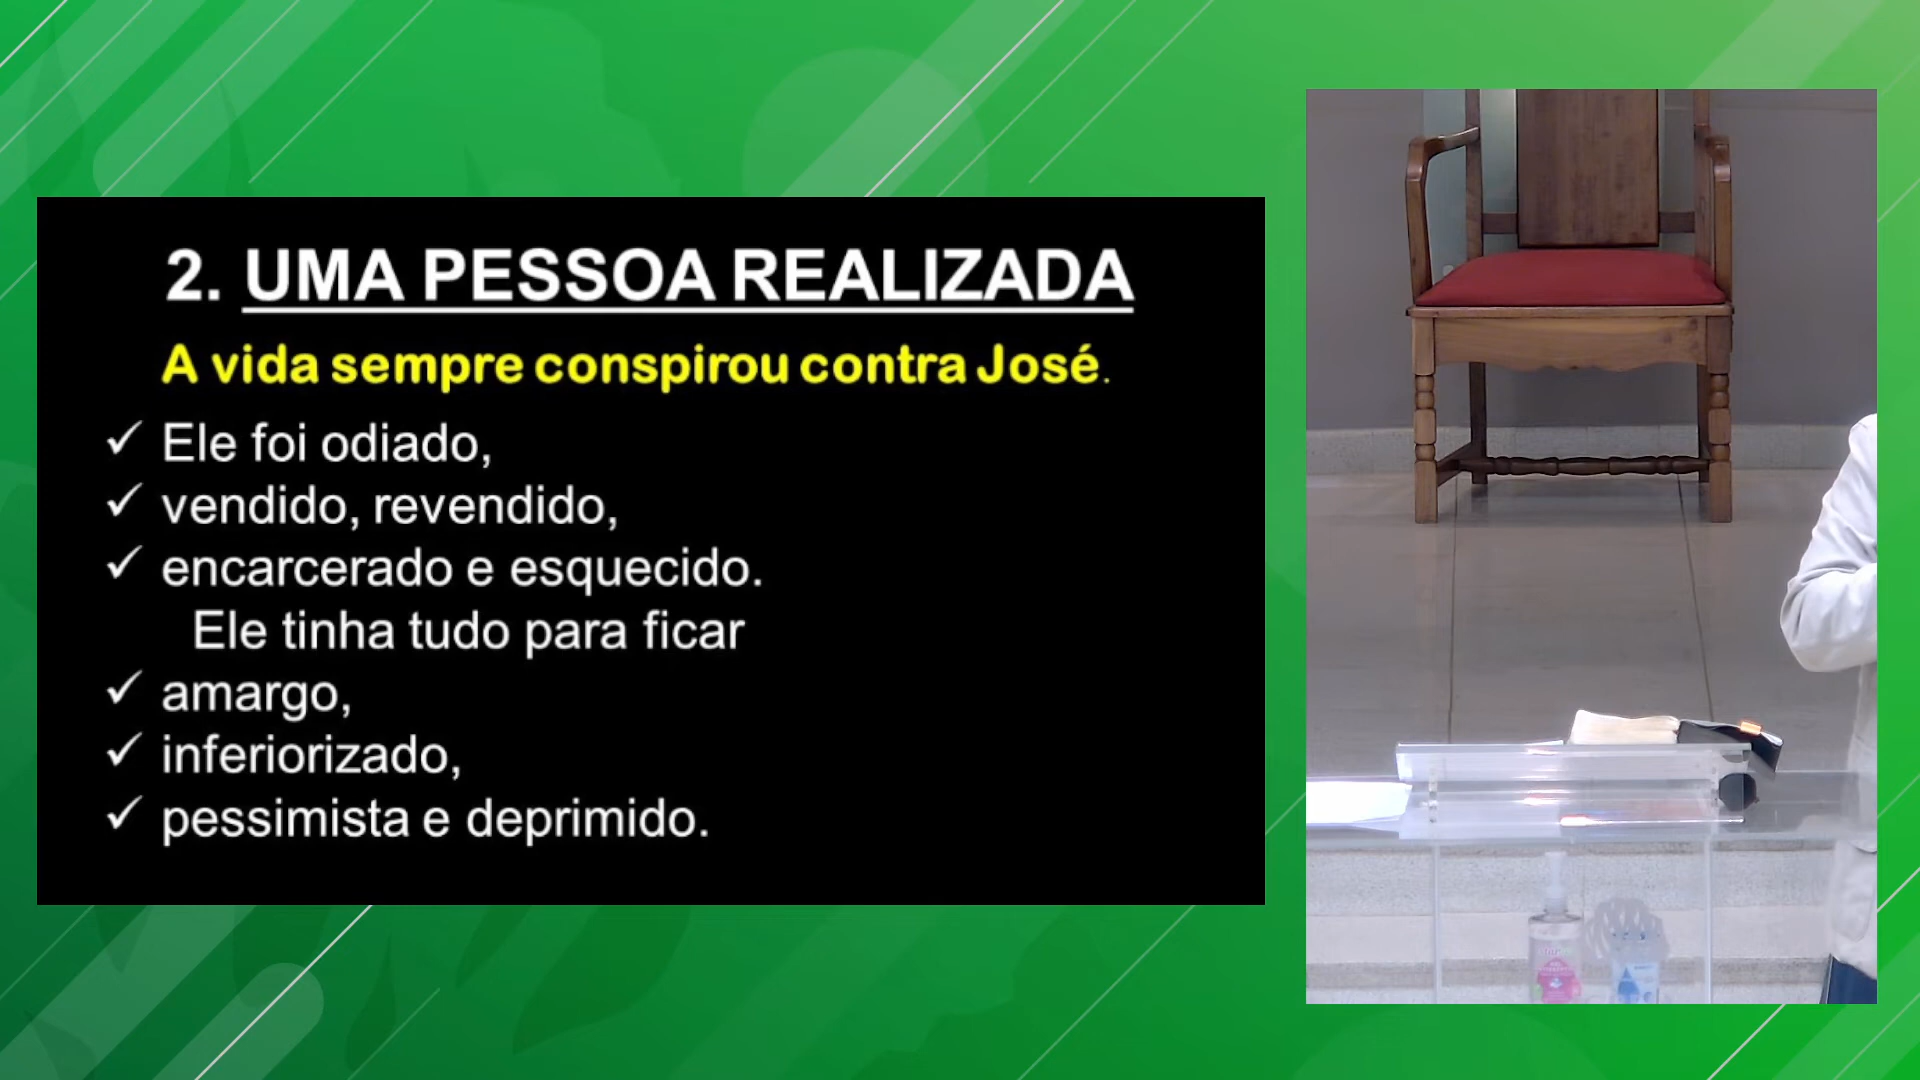 2. UMA PESSOA REALIZADA
A vida sempre conspirou contra José.
✓ Ele foi odiado,
✓ vendido, revendido,
✓ encarcerado e esquecido.
Ele tinha tudo para ficar
✓ amargo,
✓ inferiorizado,
✓ pessimista e deprimido.